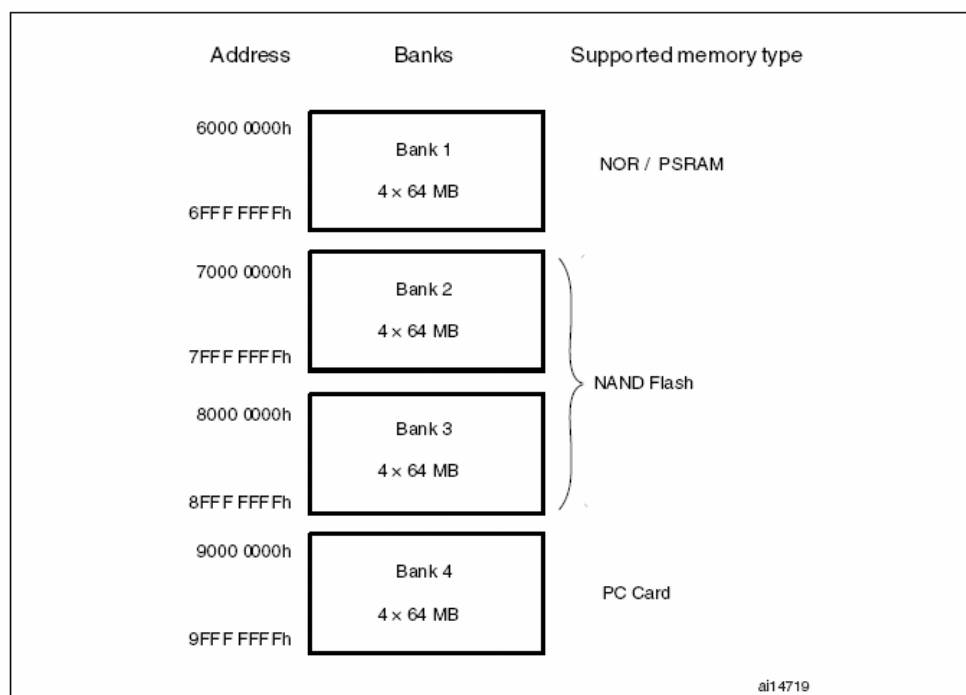 Address Banks Supported memory type
6000 0000h
Bank 1
NOR / PSRAM
4 × 64 MB
6FFF FFFFh
7000 0000h
Bank 2
4 × 64 MB
7FFF FFFFh
NAND Flash
8000 0000h
Bank 3
4 × 64 MB
8FFF FFFFh
9000 0000h
Bank 4
PC Card
4 × 64 MB
9FFF FFFFh
ai14719